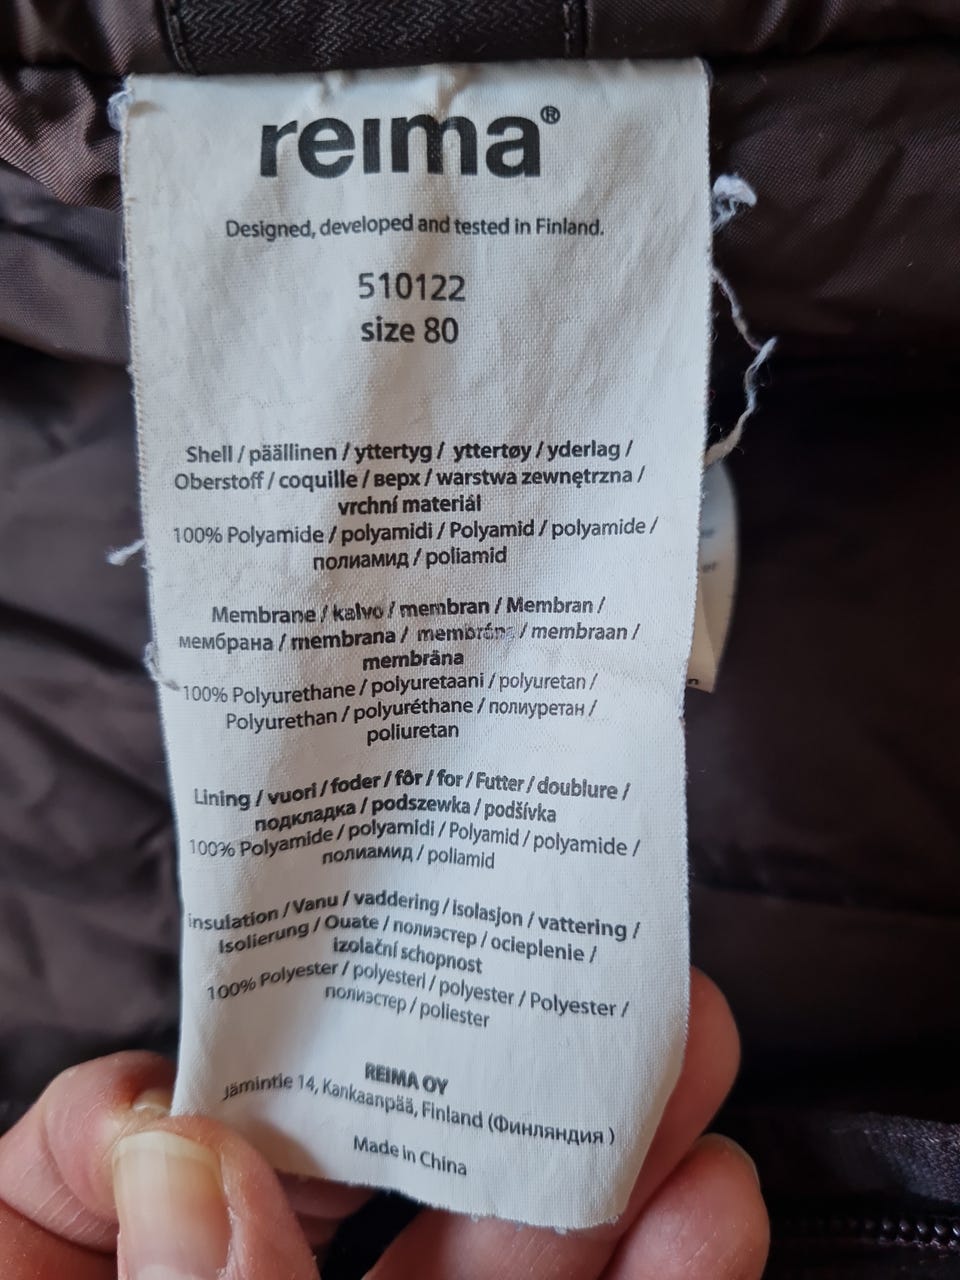 reima®
Designed, developed and tested in Finland.
510122
size 80
Shell / päällinen / yttertyg / yttertøy / yderlag /
Oberstoff / coquille / верх / warstwa zewnętrzna /
vrchní materiál
100% Polyamide / polyamidi / Polyamid / polyamide /
полиамид / poliamid
Membrane / kalvo / membran / Membran /
мембрана / membrana / membrána / membraan /
membrāna
100% Polyurethane / polyuretaani / polyuretan /
Polyurethan / polyuréthane / полиуретан /
poliuretan
Lining / vuori / foder / fôr / for / Futter / doublure /
подкладка / podszewka / podšívka
100% Polyamide / polyamidi / Polyamid / polyamide /
полиамид / poliamid
insulation / Vanu / vaddering / isolasjon / vattering /
Isolierung / Ouate / полиэстер / ocieplenie /
izolační schopnost
100% Polyester / polyesteri / polyester / Polyester /
полиэстер / poliester
REIMA OY
Jämintie 14, Kankaanpää, Finland (Финляндия )
Made in China